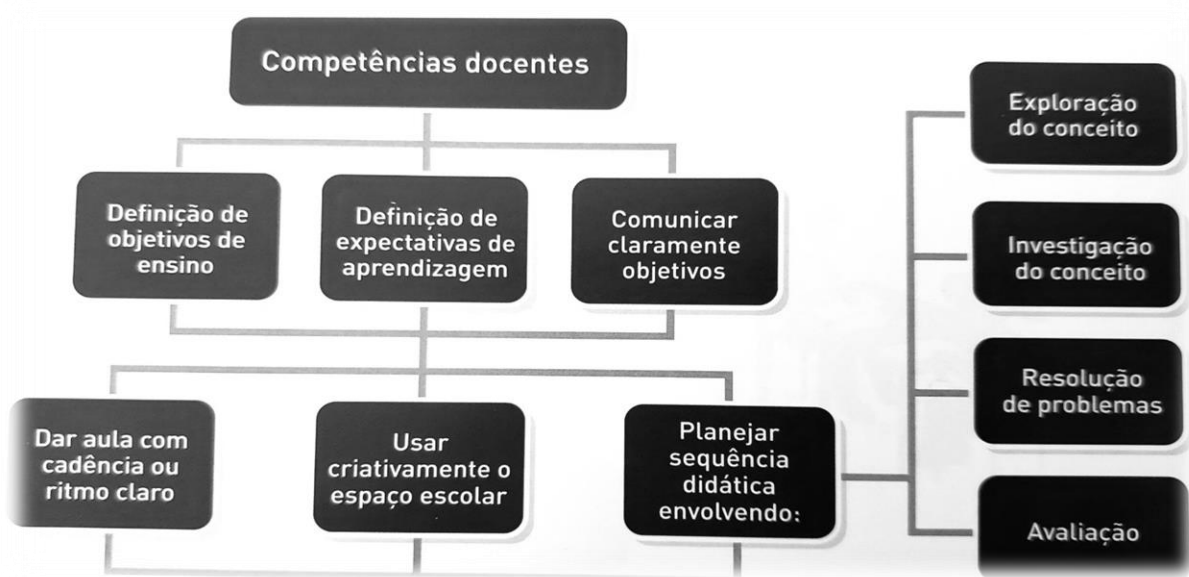 Competências docentes
Definição de
objetivos de
ensino
Definição de
expectativas de
aprendizagem
Comunicar
claramente
objetivos
Dar aula com
cadência ou
ritmo claro
Usar
criativamente o
espaço escolar
Planejar
sequência
didática
envolvendo:
Exploração
do conceito
Investigação
do conceito
Resolução
de problemas
Avaliação